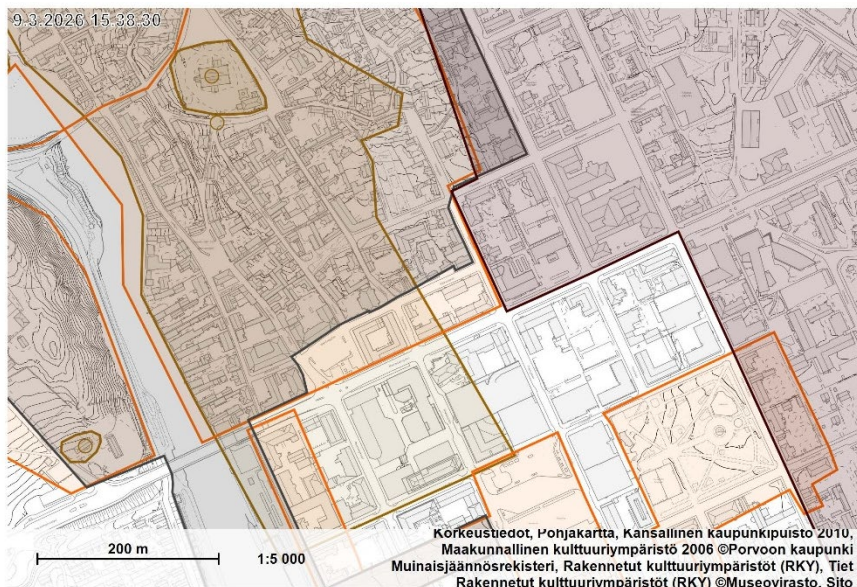 9.3.2026 15.38.30
200 m
1:5 000
Korkeustiedot, Pohjakartta, Kansallinen kaupunkipuisto 2010,
Maakunnallinen kulttuuriympäristö 2006 ©Porvoon kaupunki
Muinaisjäännösrekisteri, Rakennetut kulttuuriympäristöt (RKY), Tiet
Rakennetut kulttuuriympäristöt (RKY) ©Museovirasto, Sito